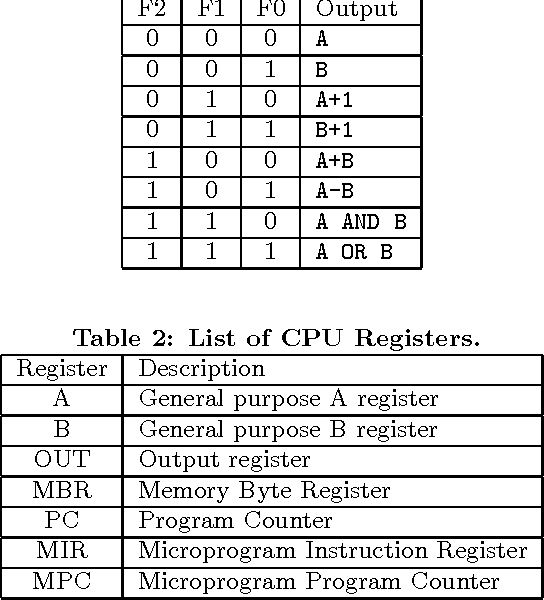 F2 F1 F0 Output
0 0 0 A
0 0 1 B
0 1 0 A+1
0 1 1 B+1
1 0 0 A+B
1 0 1 A-B
1 1 0 A AND B
1 1 1 A OR B
Table 2: List of CPU Registers.
Register Description
A General purpose A register
B General purpose B register
OUT Output register
MBR Memory Byte Register
PC Program Counter
MIR Microprogram Instruction Register
MPC Microprogram Program Counter